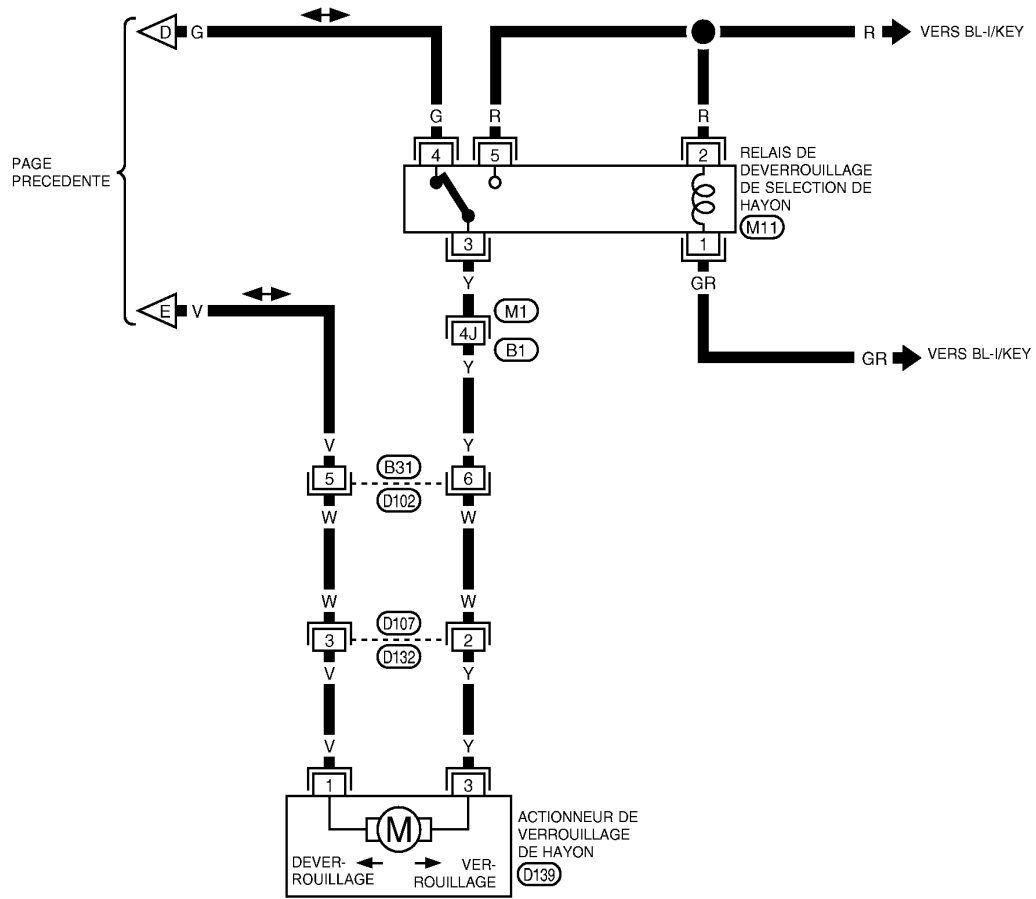 D G
R VERS BL-I/KEY
G R R
4 5 2
RELAIS DE
DEVERROUILLAGE
DE SELECTION DE
HAYON
M11
PAGE
PRECEDENTE
3 1
Y GR
E V
M1
4J
B1
Y
GR VERS BL-I/KEY
V Y
5 B31 6
D102
W W
W W
3 D107 2
D132
V Y
V Y
1 3
M
ACTIONNEUR DE
VERROUILLAGE
DE HAYON
D139
DEVER-
ROUILLAGE
VER-
ROUILLAGE